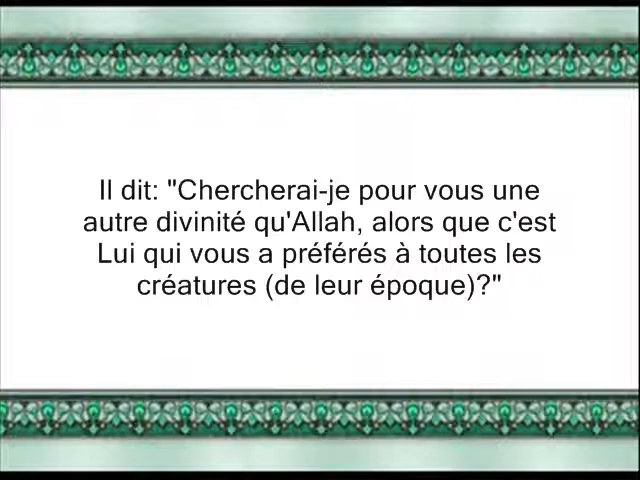 Il dit: "Chercherai-je pour vous une
autre divinité qu'Allah, alors que c'est
Lui qui vous a préférés à toutes les
créatures (de leur époque)?"